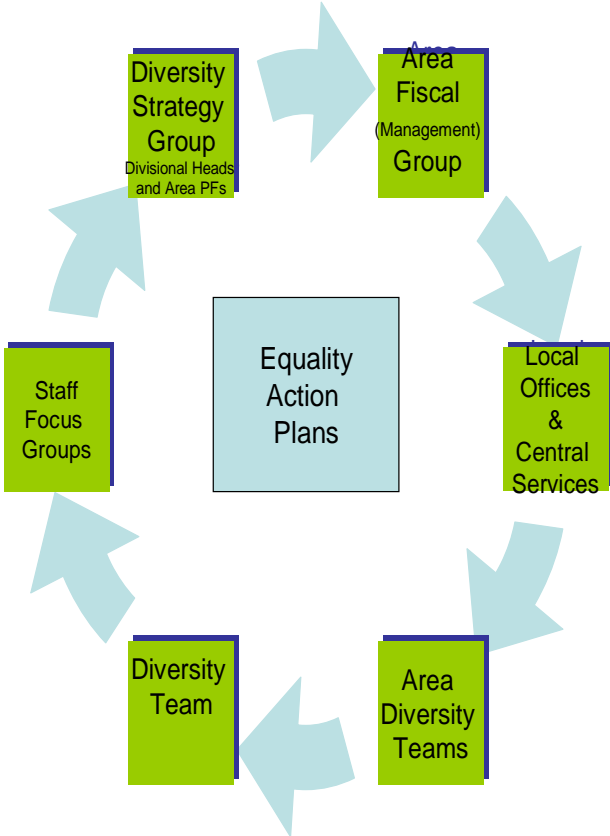 Diversity
Strategy
Group
Divisional Heads
and Area PFs
Area
Fiscal
(Management)
Group
Local
Offices
&
Central
Services
Area
Diversity
Teams
Diversity
Team
Staff
Focus
Groups
Equality
Action
Plans